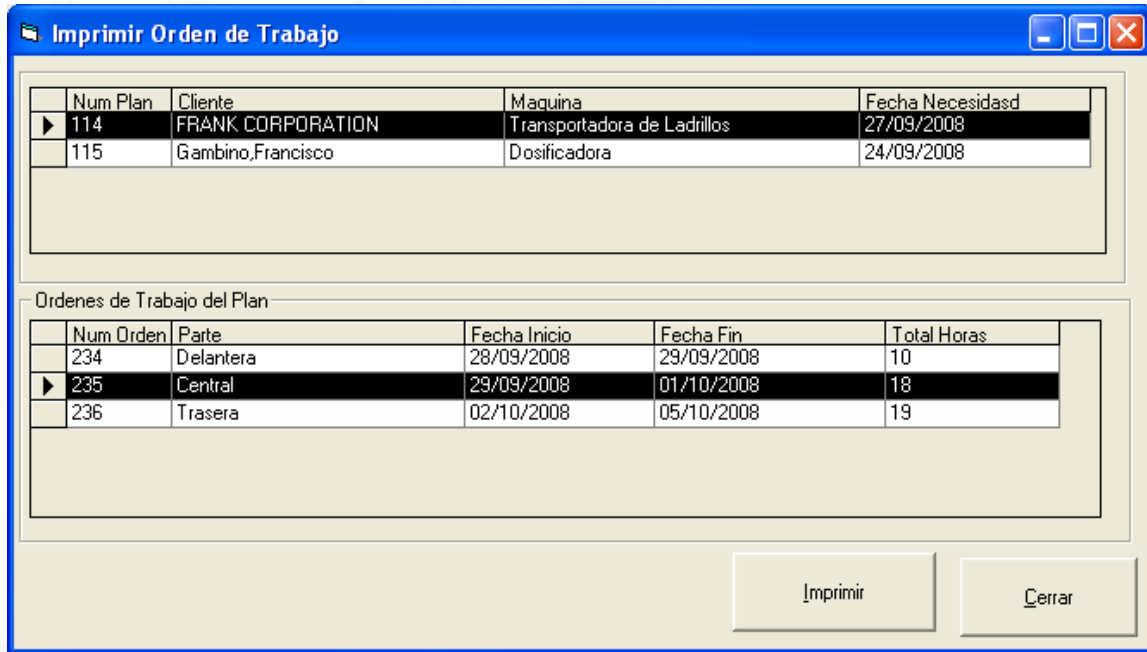 Imprimir Orden de Trabajo
Num Plan Cliente Maquina Fecha Necesidasd
114 FRANK CORPORATION Transportadora de Ladrillos 27/09/2008
115 Gambino,Francisco Dosificadora 24/09/2008
Ordenes de Trabajo del Plan
Num Orden Parte Fecha Inicio Fecha Fin Total Horas
234 Delantera 28/09/2008 29/09/2008 10
235 Central 29/09/2008 01/10/2008 18
236 Trasera 02/10/2008 05/10/2008 19
Imprimir Cerrar